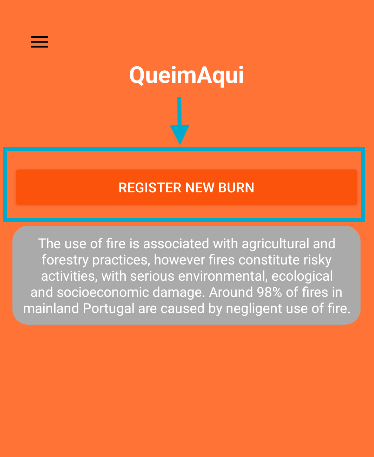 QueimAqui
REGISTER NEW BURN
The use of fire is associated with agricultural and
forestry practices, however fires constitute risky
activities, with serious environmental, ecological
and socioeconomic damage. Around 98% of fires in
mainland Portugal are caused by negligent use of fire.